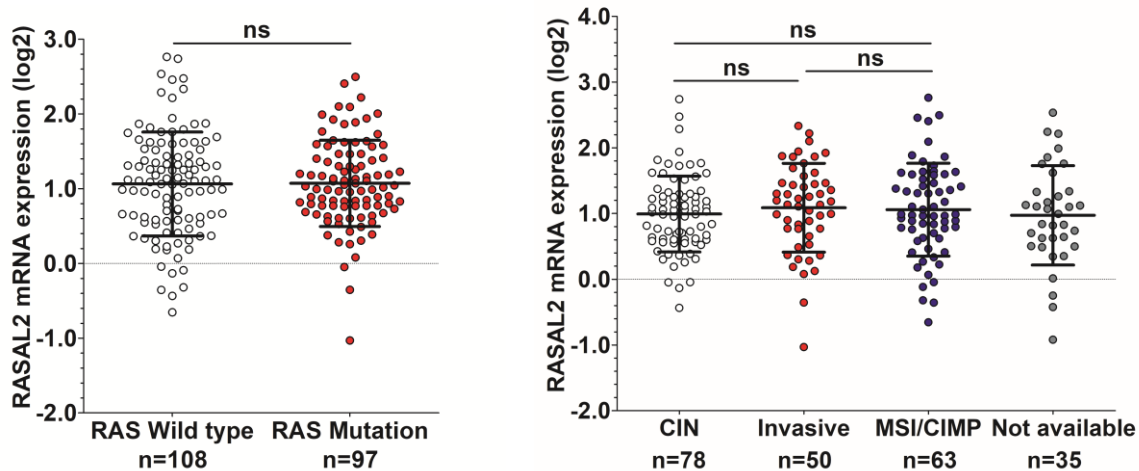 RASAL2 mRNA expression (log2)
3.0
2.0
1.0
0.0
-1.0
-2.0
ns
RAS Wild type
RAS Mutation
n=108
n=97
RASAL2 mRNA expression (log2)
4.0
3.0
2.0
1.0
0.0
-1.0
-2.0
ns
ns
ns
CIN
Invasive
MSI/CIMP
Not available
n=78
n=50
n=63
n=35